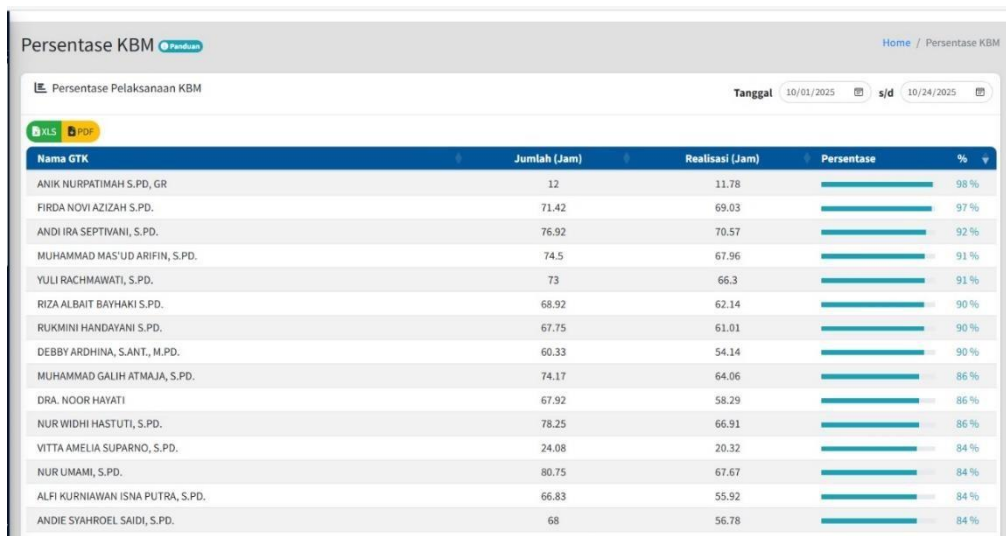 Persentase KBM Panduan Home / Persentase KBM
Persentase Pelaksanaan KBM Tanggal 10/01/2025 s/d 10/24/2025
XLS PDF
Nama GTK Jumlah (Jam) Realisasi (Jam) Persentase %
ANIK NURPATIMAH S.PD, GR 12 11.78 98 %
FIRDA NOVI AZIZAH S.PD. 71.42 69.03 97 %
ANDI IRA SEPTIVANI, S.PD. 76.92 70.57 92 %
MUHAMMAD MAS'UD ARIFIN, S.PD. 74.5 67.96 91 %
YULI RACHMAWATI, S.PD. 73 66.3 91 %
RIZA ALBAIT BAYHAKI S.PD. 68.92 62.14 90 %
RUKMINI HANDAYANI S.PD. 67.75 61.01 90 %
DEBBY ARDHINA, S.ANT., M.PD. 60.33 54.14 90 %
MUHAMMAD GALIH ATMAJA, S.PD. 74.17 64.06 86 %
DRA. NOOR HAYATI 67.92 58.29 86 %
NUR WIDHI HASTUTI, S.PD. 78.25 66.91 86 %
VITTA AMELIA SUPARNO, S.PD. 24.08 20.32 84 %
NUR UMAMI, S.PD. 80.75 67.67 84 %
ALFI KURNIAWAN ISNA PUTRA, S.PD. 66.83 55.92 84 %
ANDIE SYAHROEL SAIDI, S.PD. 68 56.78 84 %